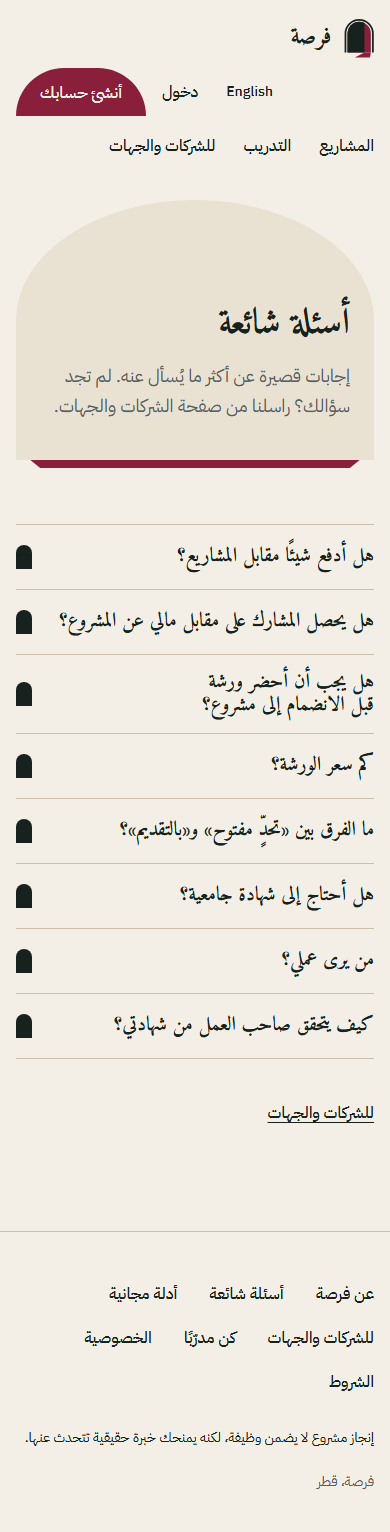 فرصة
English
دخول
أنشئ حسابك
المشاريع
التدريب
للشركات والجهات
أسئلة شائعة
إجابات قصيرة عن أكثر ما يُسأل عنه. لم تجد
سؤالك؟ راسلنا من صفحة الشركات والجهات.
هل أدفع شيئًا مقابل المشاريع؟
هل يحصل المشارك على مقابل مالي عن المشروع؟
هل يجب أن أحضر ورشة
قبل الانضمام إلى مشروع؟
كم سعر الورشة؟
ما الفرق بين «تحدٍّ مفتوح» و«بالتقديم»؟
هل أحتاج إلى شهادة جامعية؟
من يرى عملي؟
كيف يتحقق صاحب العمل من شهادتي؟
للشركات والجهات
عن فرصة
أسئلة شائعة
أدلة مجانية
للشركات والجهات
كن مدرّبًا
الخصوصية
الشروط
إنجاز مشروع لا يضمن وظيفة، لكنه يمنحك خبرة حقيقية تتحدث عنها.
فرصة، قطر